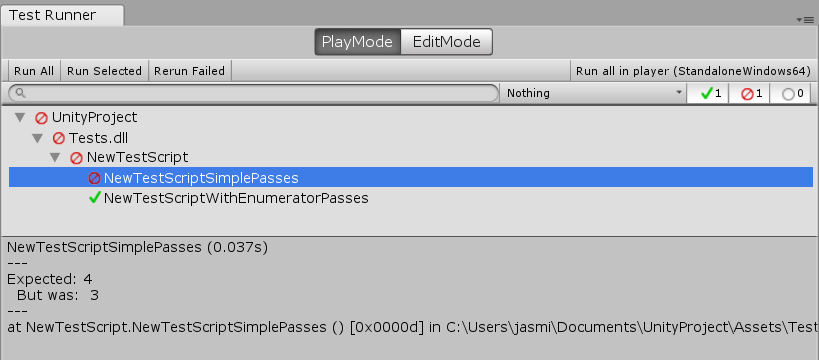 Test Runner
PlayMode EditMode
Run All Run Selected Rerun Failed Run all in player (StandaloneWindows64)
Nothing 1 1 0
UnityProject
Tests.dll
NewTestScript
NewTestScriptSimplePasses
NewTestScriptWithEnumeratorPasses
NewTestScriptSimplePasses (0.037s)
---
Expected: 4
But was: 3
---
at NewTestScript.NewTestScriptSimplePasses () [0x0000d] in C:\Users\jasmi\Documents\UnityProject\Assets\Test